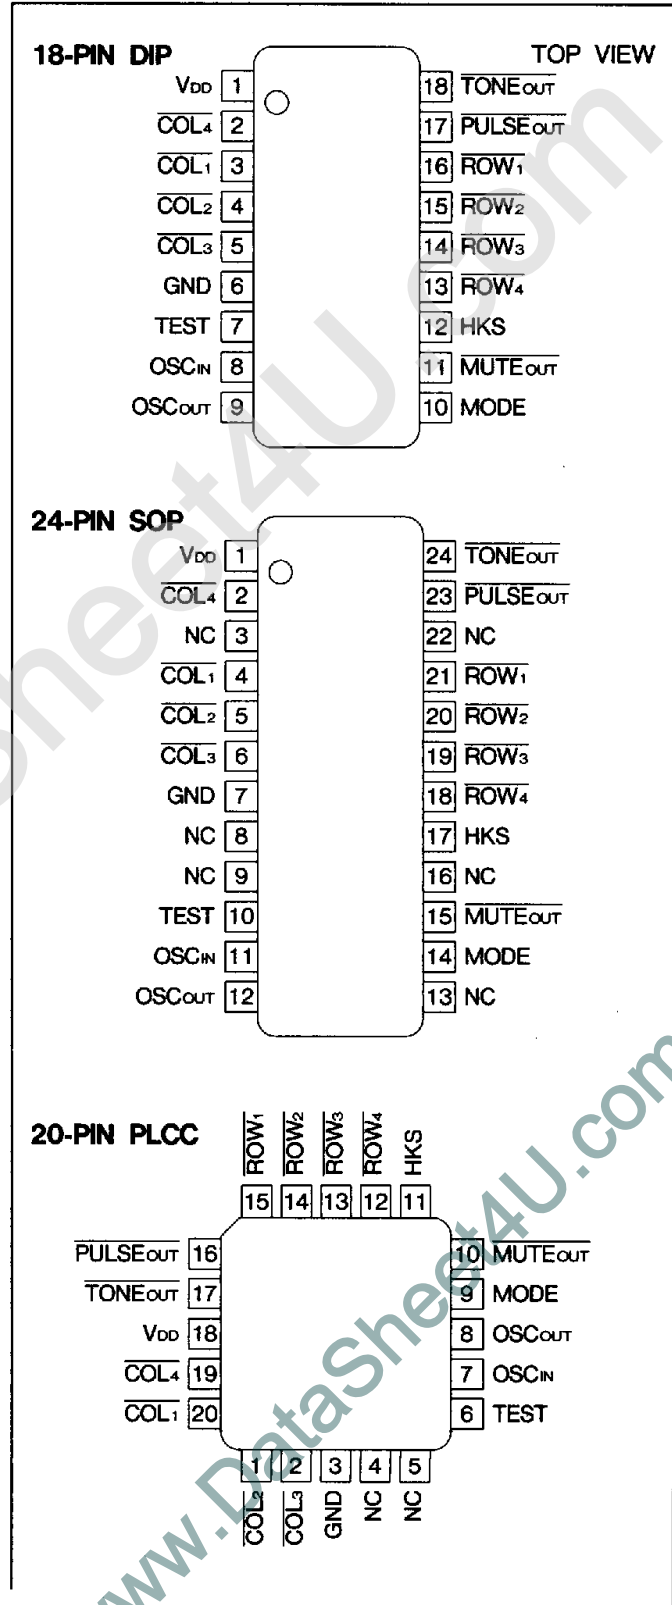 18-PIN DIP TOP VIEW
VDD 1 18 TONEOUT
COL4 2 17 PULSEOUT
COL1 3 16 ROW1
COL2 4 15 ROW2
COL3 5 14 ROW3
GND 6 13 ROW4
TEST 7 12 HKS
OSCIN 8 11 MUTEOUT
OSCOUT 9 10 MODE
24-PIN SOP
VDD 1 24 TONEOUT
COL4 2 23 PULSEOUT
NC 3 22 NC
COL1 4 21 ROW1
COL2 5 20 ROW2
COL3 6 19 ROW3
GND 7 18 ROW4
NC 8 17 HKS
NC 9 16 NC
TEST 10 15 MUTEOUT
OSCIN 11 14 MODE
OSCOUT 12 13 NC
20-PIN PLCC
ROW1 ROW2 ROW3 ROW4 HKS
15 14 13 12 11
PULSEOUT 16 10 MUTEOUT
TONEOUT 17 9 MODE
VDD 18 8 OSCOUT
COL4 19 7 OSCIN
COL1 20 6 TEST
1 2 3 4 5
COL2 COL3 GND NC NC
www.DataSheet4U.com
heet4U.com